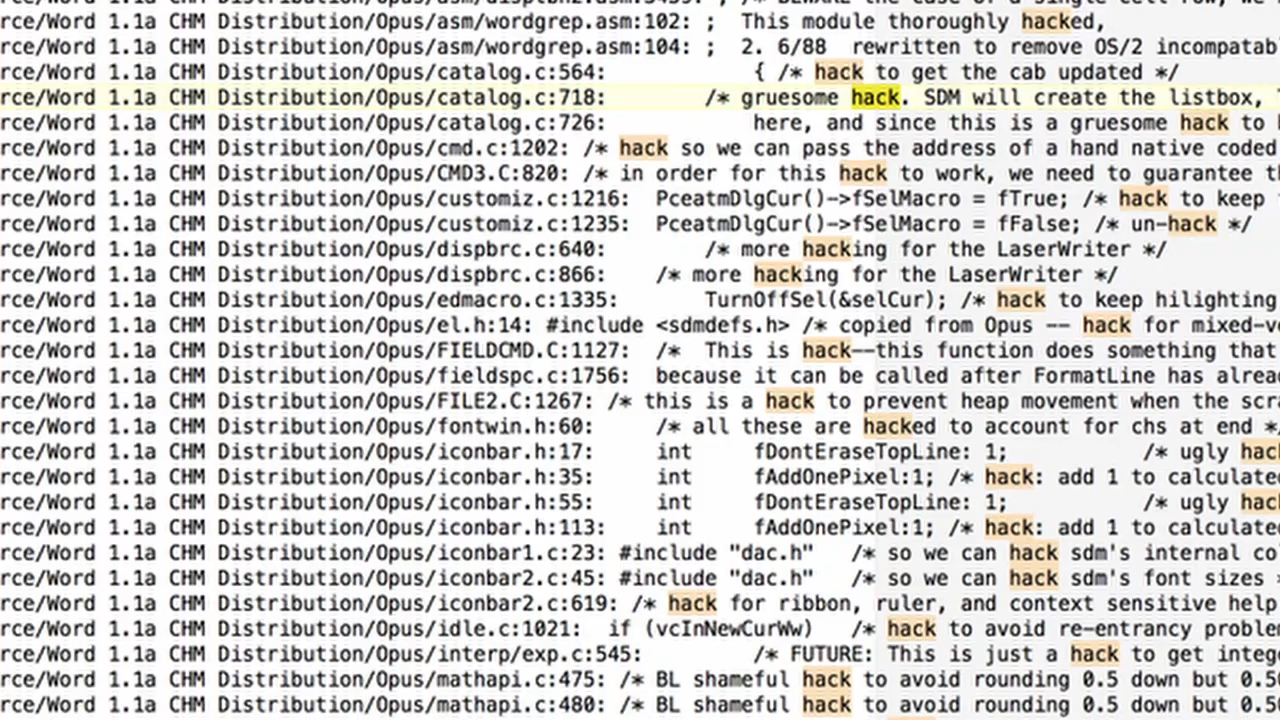 rce/Word 1.1a CHM Distribution/Opus/asm/wordgrep.asm:102: ;  This module thoroughly hacked,
rce/Word 1.1a CHM Distribution/Opus/asm/wordgrep.asm:104: ;  2. 6/88  rewritten to remove OS/2 incompatab
rce/Word 1.1a CHM Distribution/Opus/catalog.c:564:            { /* hack to get the cab updated */
rce/Word 1.1a CHM Distribution/Opus/catalog.c:718:        /* gruesome hack. SDM will create the listbox,
rce/Word 1.1a CHM Distribution/Opus/catalog.c:726:            here, and since this is a gruesome hack to
rce/Word 1.1a CHM Distribution/Opus/cmd.c:1202: /* hack so we can pass the address of a hand native coded
rce/Word 1.1a CHM Distribution/Opus/CMD3.C:820: /* in order for this hack to work, we need to guarantee th
rce/Word 1.1a CHM Distribution/Opus/customiz.c:1216:  PceatmDlgCur()->fSelMacro = fTrue; /* hack to keep
rce/Word 1.1a CHM Distribution/Opus/customiz.c:1235:  PceatmDlgCur()->fSelMacro = fFalse; /* un-hack */
rce/Word 1.1a CHM Distribution/Opus/dispbrc.c:640:        /* more hacking for the LaserWriter */
rce/Word 1.1a CHM Distribution/Opus/dispbrc.c:866:    /* more hacking for the LaserWriter */
rce/Word 1.1a CHM Distribution/Opus/edmacro.c:1335:       TurnOffSel(&selCur); /* hack to keep hilighting
rce/Word 1.1a CHM Distribution/Opus/el.h:14: #include <sdmdefs.h> /* copied from Opus -- hack for mixed-
rce/Word 1.1a CHM Distribution/Opus/FIELDCMD.C:1127:  /*  This is hack--this function does something that
rce/Word 1.1a CHM Distribution/Opus/fieldspc.c:1756:  because it can be called after FormatLine has alrea
rce/Word 1.1a CHM Distribution/Opus/FILE2.C:1267: /* this is a hack to prevent heap movement when the scra
rce/Word 1.1a CHM Distribution/Opus/fontwin.h:60:     /* all these are hacked to account for chs at end */
rce/Word 1.1a CHM Distribution/Opus/iconbar.h:17:     int     fDontEraseTopLine: 1;           /* ugly hac
rce/Word 1.1a CHM Distribution/Opus/iconbar.h:35:     int     fAddOnePixel:1; /* hack: add 1 to calculated
rce/Word 1.1a CHM Distribution/Opus/iconbar.h:55:     int     fDontEraseTopLine: 1;           /* ugly hac
rce/Word 1.1a CHM Distribution/Opus/iconbar.h:113:    int     fAddOnePixel:1; /* hack: add 1 to calculate
rce/Word 1.1a CHM Distribution/Opus/iconbar1.c:23: #include "dac.h"   /* so we can hack sdm's internal co
rce/Word 1.1a CHM Distribution/Opus/iconbar2.c:45: #include "dac.h"   /* so we can hack sdm's font sizes
rce/Word 1.1a CHM Distribution/Opus/iconbar2.c:619: /* hack for ribbon, ruler, and context sensitive help
rce/Word 1.1a CHM Distribution/Opus/idle.c:1021:  if (vcInNewCurWw)   /* hack to avoid re-entrancy proble
rce/Word 1.1a CHM Distribution/Opus/interp/exp.c:545:         /* FUTURE: This is just a hack to get integ
rce/Word 1.1a CHM Distribution/Opus/mathapi.c:475: /* BL shameful hack to avoid rounding 0.5 down but 0.50
rce/Word 1.1a CHM Distribution/Opus/mathapi.c:480: /* BL shameful hack to avoid rounding 0.5 down but 0.5